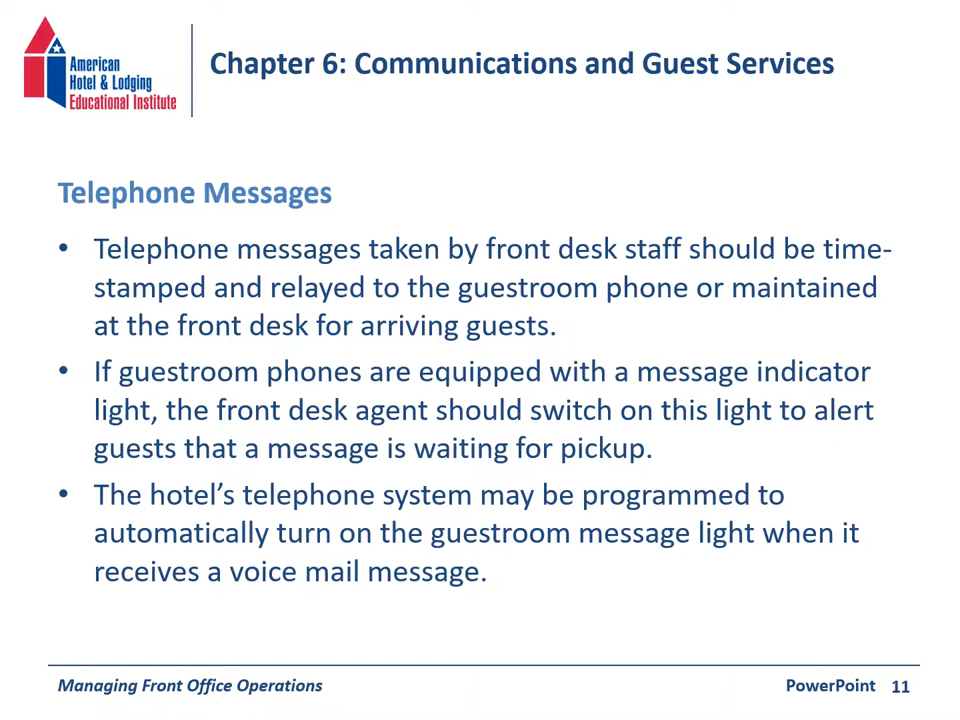 American
Hotel & Lodging
Educational Institute
Chapter 6: Communications and Guest Services
Telephone Messages
• Telephone messages taken by front desk staff should be time-
stamped and relayed to the guestroom phone or maintained
at the front desk for arriving guests.
• If guestroom phones are equipped with a message indicator
light, the front desk agent should switch on this light to alert
guests that a message is waiting for pickup.
• The hotel’s telephone system may be programmed to
automatically turn on the guestroom message light when it
receives a voice mail message.
Managing Front Office Operations
PowerPoint 11